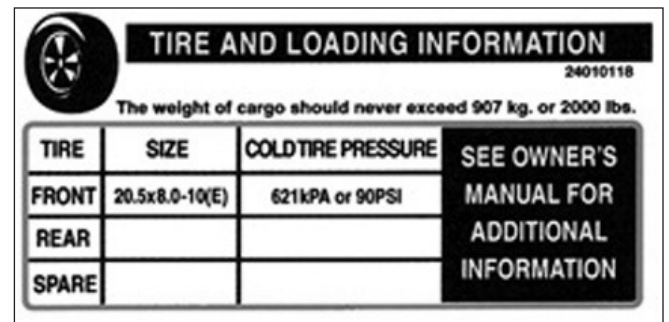 TIRE AND LOADING INFORMATION
24010118
The weight of cargo should never exceed 907 kg. or 2000 lbs.
TIRE SIZE COLD TIRE PRESSURE
FRONT 20.5x8.0-10(E) 621kPA or 90PSI
REAR
SPARE
SEE OWNER'S
MANUAL FOR
ADDITIONAL
INFORMATION